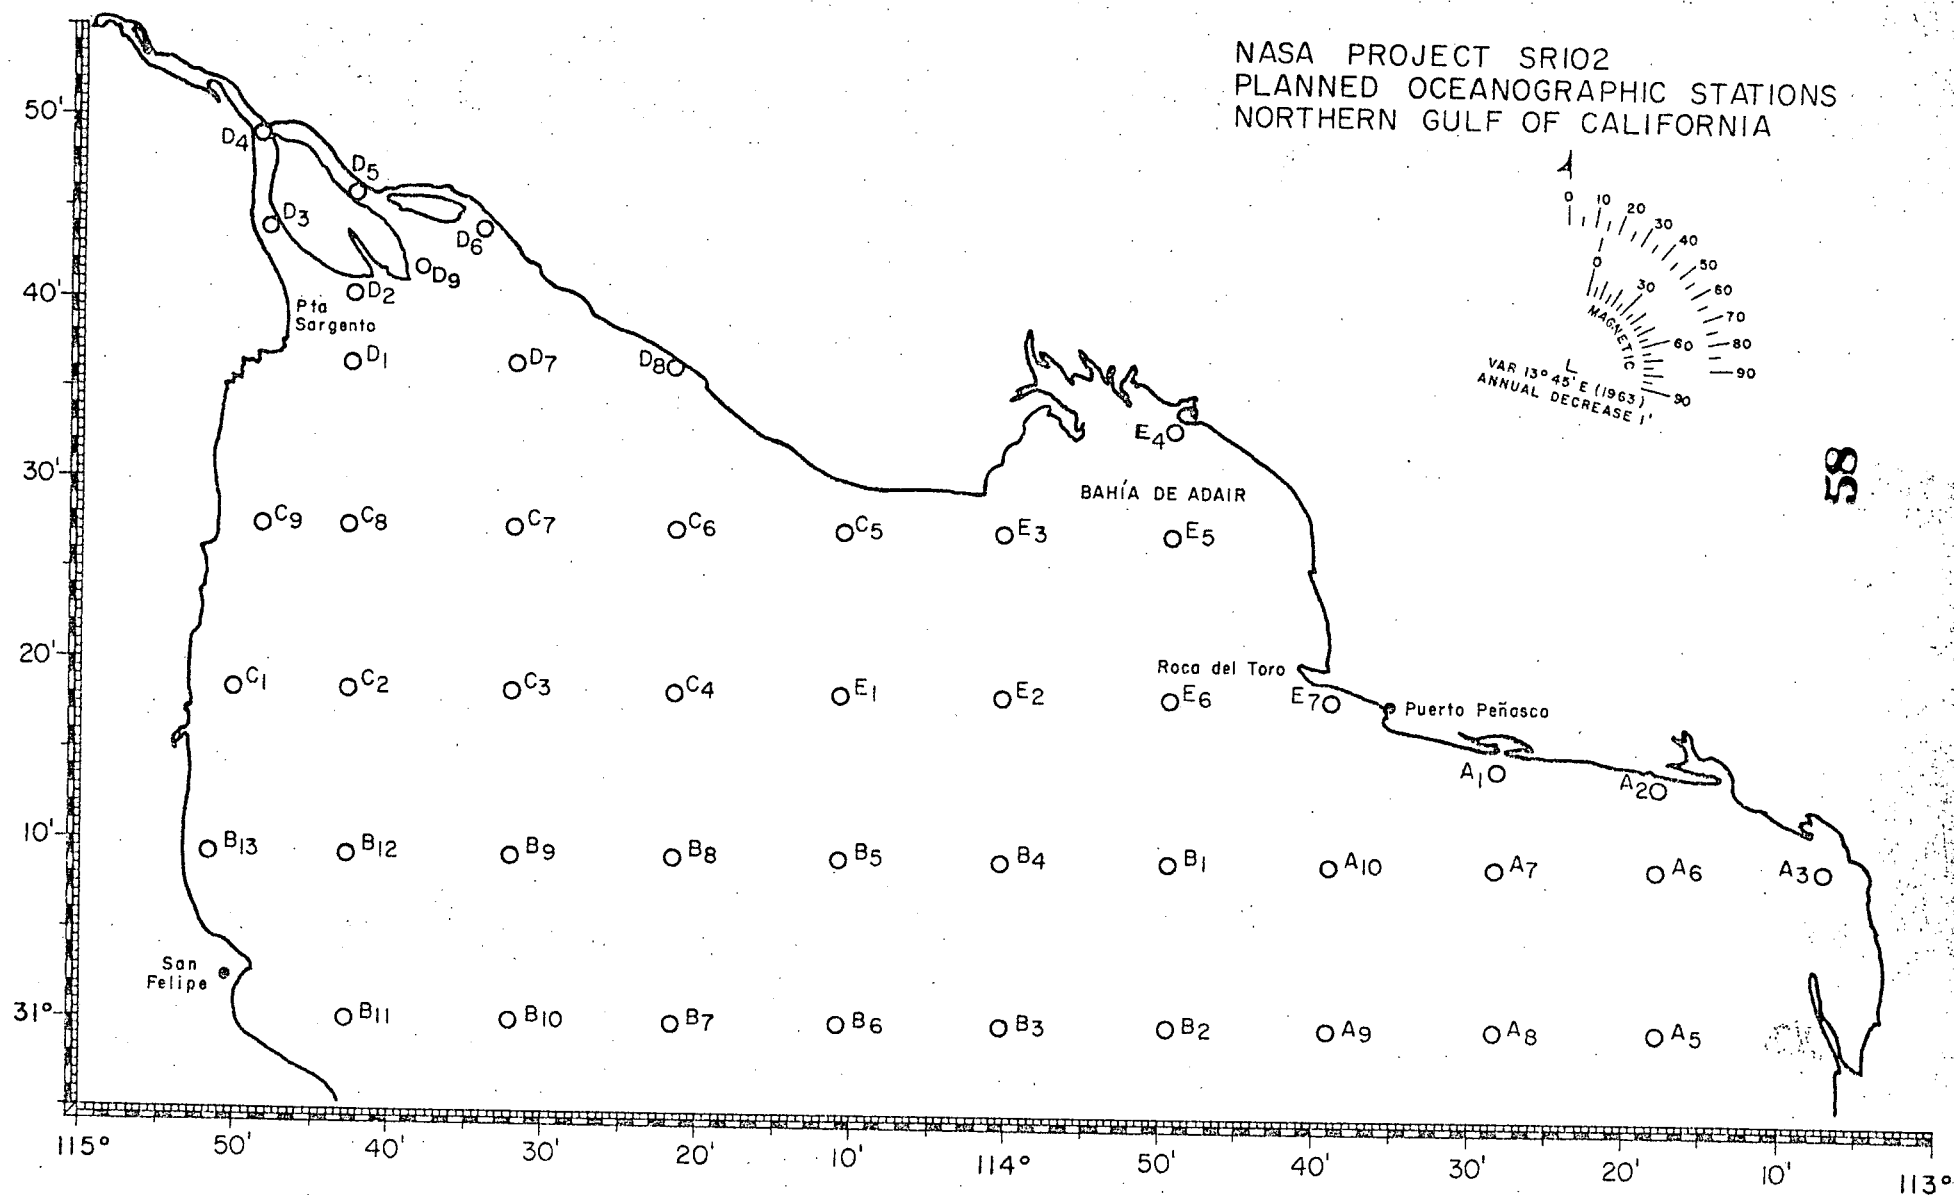 NASA PROJECT SR102
PLANNED OCEANOGRAPHIC STATIONS
NORTHERN GULF OF CALIFORNIA
0 10 20 30 40 50 60 70 80 90
0 30 60 90
MAGNETIC
VAR 13° 45' E (1963)
ANNUAL DECREASE 1'
58
50'
40'
30'
20'
10'
31°
D4
D5
D3
D6
D9
D2
Pta
Sargento
D1
D7
D8
E4
BAHÍA DE ADAIR
C9
C8
C7
C6
C5
E3
E5
Roca del Toro
C1
C2
C3
C4
E1
E2
E6
E7
Puerto Peñasco
A1
A2
B13
B12
B9
B8
B5
B4
B1
A10
A7
A6
A3
San
Felipe
B11
B10
B7
B6
B3
B2
A9
A8
A5
115° 50' 40' 30' 20' 10' 114° 50' 40' 30' 20' 10' 113°